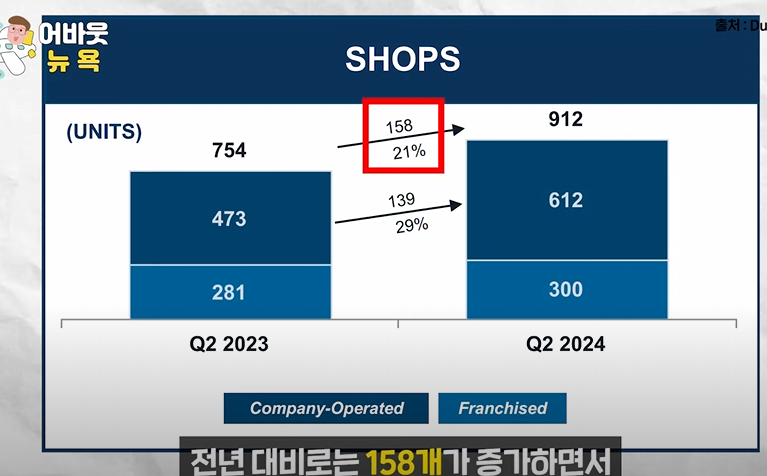 어바웃
뉴욕
출처 : Du
SHOPS
(UNITS)
754
158
21%
912
473
139
29%
612
281
300
Q2 2023
Q2 2024
Company-Operated
Franchised
전년 대비로는 158개가 증가하면서